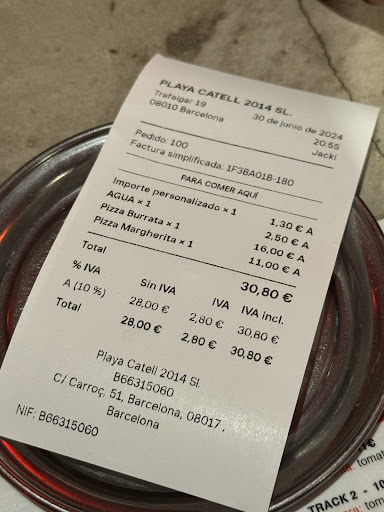 PLAYA CATELL 2014 SL.
Trafalgar 19
08010 Barcelona
30 de junio de 2024
20:55
Pedido: 100
Jacki
Factura simplificada: 1F3BA01B-180
PARA COMER AQUÍ
Importe personalizado × 1 1,30 € A
AGUA × 1 2,50 € A
Pizza Burrata × 1 16,00 € A
Pizza Margherita × 1 11,00 € A
Total 30,80 €
% IVA Sin IVA IVA IVA incl.
A (10 %) 28,00 € 2,80 € 30,80 €
Total 28,00 € 2,80 € 30,80 €
Playa Catell 2014 Sl.
B66315060
C/ Carroç, 51, Barcelona, 08017,
Barcelona
NIF: B66315060
TRACK 2 - 10